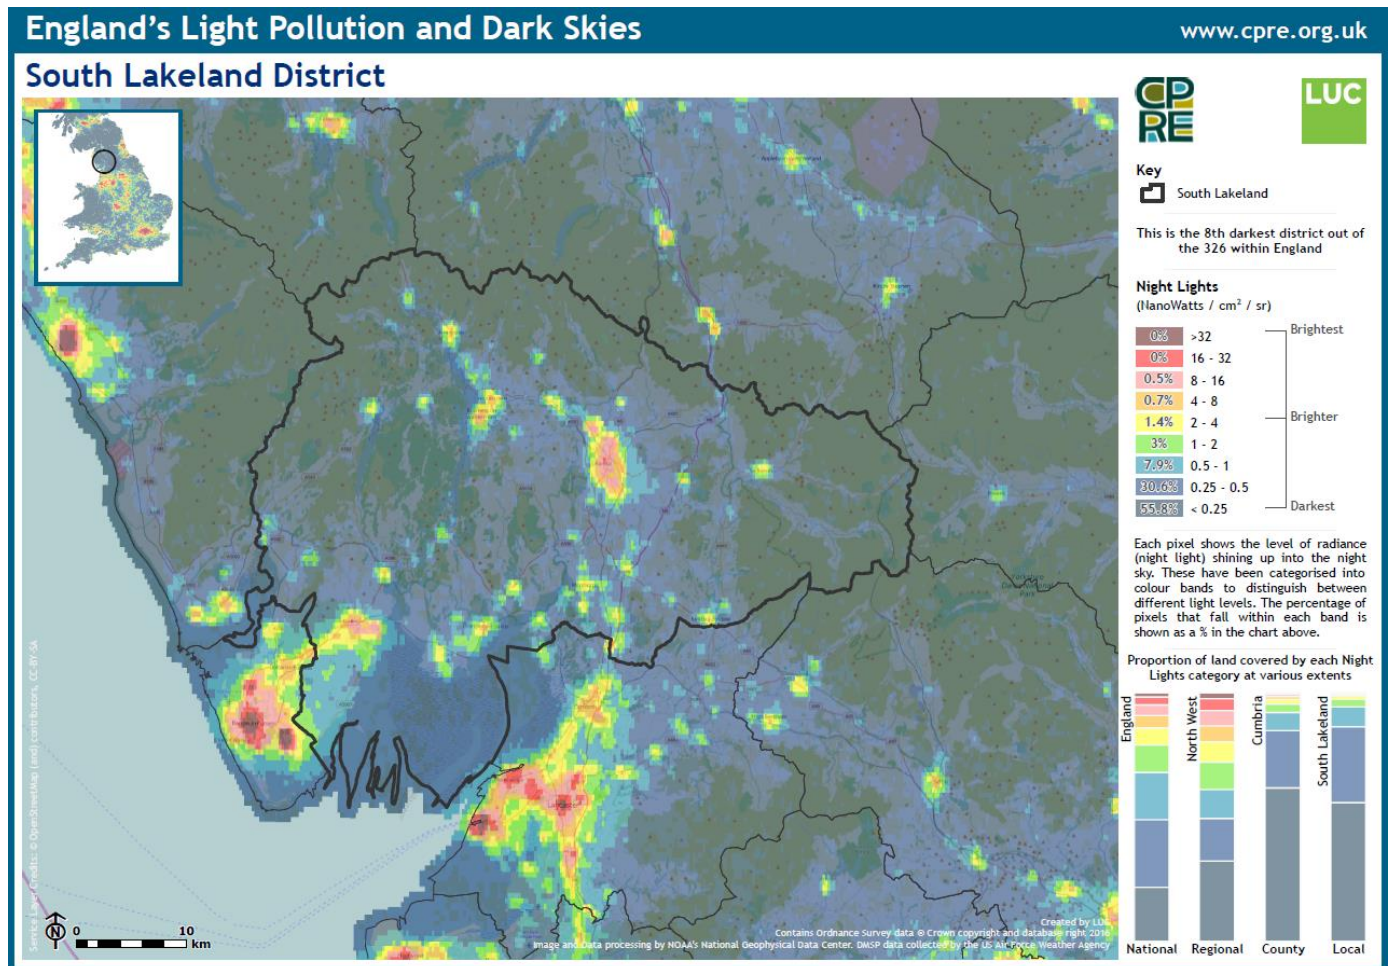 England's Light Pollution and Dark Skies
www.cpre.org.uk
South Lakeland District
CP
RE
LUC
Key
South Lakeland
This is the 8th darkest district out of
the 326 within England
Night Lights
(NanoWatts / cm² / sr)
0% >32 Brightest
0% 16 - 32
0.5% 8 - 16
0.7% 4 - 8
1.4% 2 - 4 Brighter
3% 1 - 2
7.9% 0.5 - 1
30.6% 0.25 - 0.5
55.8% < 0.25 Darkest
Each pixel shows the level of radiance
(night light) shining up into the night
sky. These have been categorised into
colour bands to distinguish between
different light levels. The percentage of
pixels that fall within each band is
shown as a % in the chart above.
Proportion of land covered by each Night
Lights category at various extents
England
North West
Cumbria
South Lakeland
National
Regional
County
Local
Service Layer Credits: © OpenStreetMap (and) contributors, CC-BY-SA
N
0 10
km
Created by LUC
Contains Ordnance Survey data © Crown copyright and database right 2016
Image and Data processing by NOAA's National Geophysical Data Center. DMSP data collected by the US Air Force Weather Agency